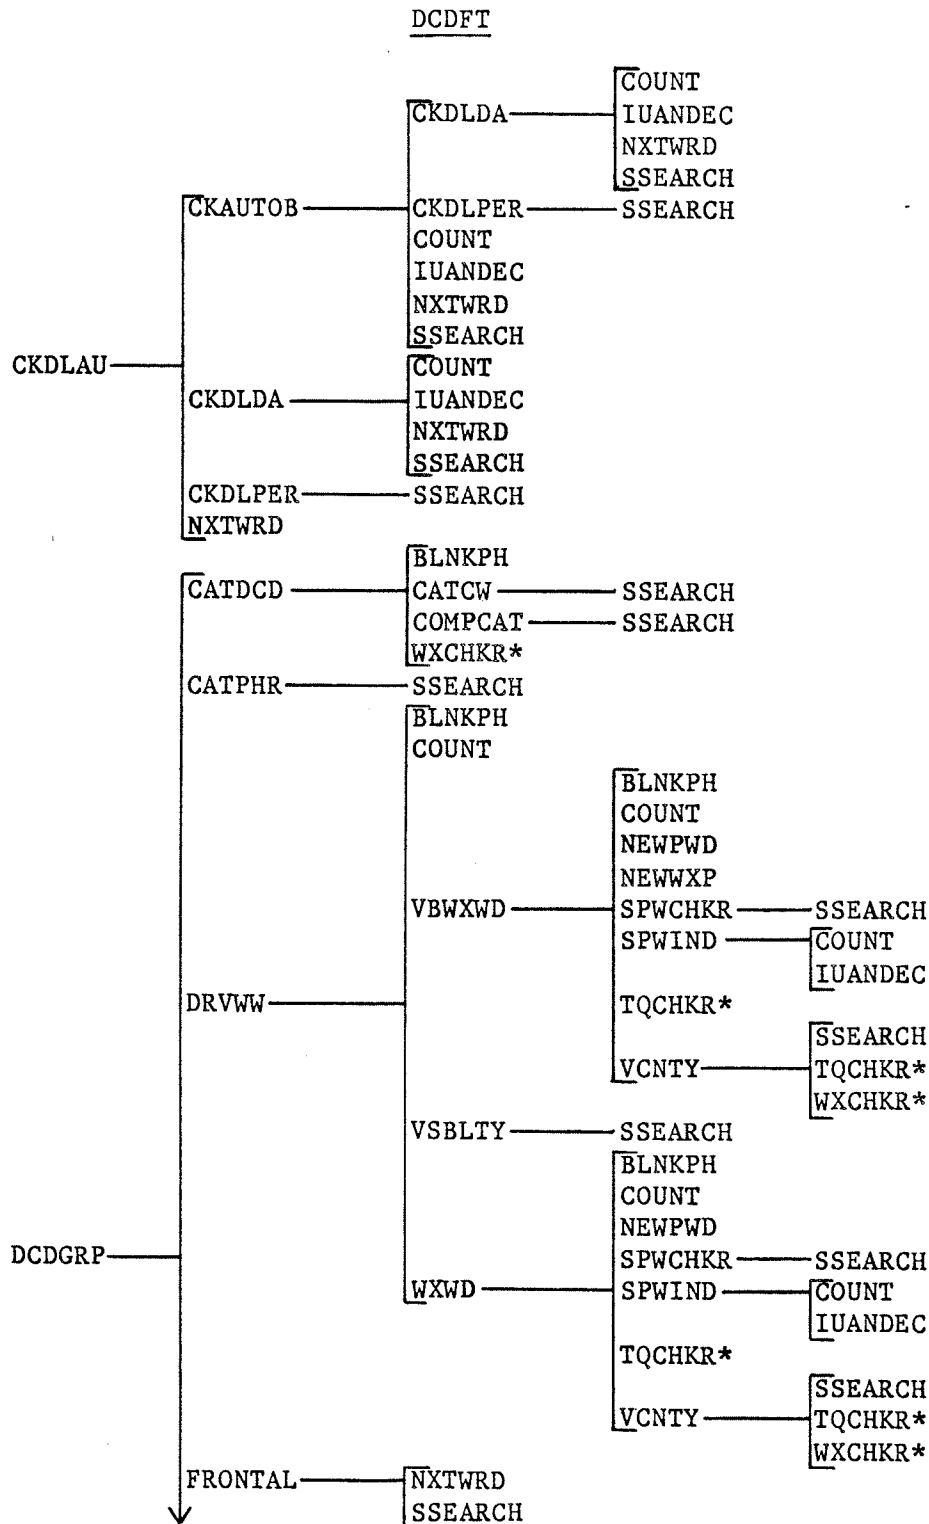 DCDFT
COUNT
CKDLDA IUANDEC
NXTWRD
SSEARCH
CKAUTOB CKDLPER SSEARCH
COUNT
IUANDEC
NXTWRD
SSEARCH
CKDLAU COUNT
CKDLDA IUANDEC
NXTWRD
SSEARCH
CKDLPER SSEARCH
NXTWRD
BLNKPH
CATDCD CATCW SSEARCH
COMPCAT SSEARCH
WXCHKR*
CATPHR SSEARCH
BLNKPH
COUNT
BLNKPH
COUNT
NEWPWD
NEWWXP
VBWXWD SPWCHKR SSEARCH
SPWIND COUNT
IUANDEC
DRVWW TQCHKR*
SSEARCH
VCNTY TQCHKR*
WXCHKR*
VSBLTY SSEARCH
BLNKPH
COUNT
NEWPWD
DCDGRP SPWCHKR SSEARCH
WXWD SPWIND COUNT
IUANDEC
TQCHKR*
SSEARCH
VCNTY TQCHKR*
WXCHKR*
FRONTAL NXTWRD
SSEARCH